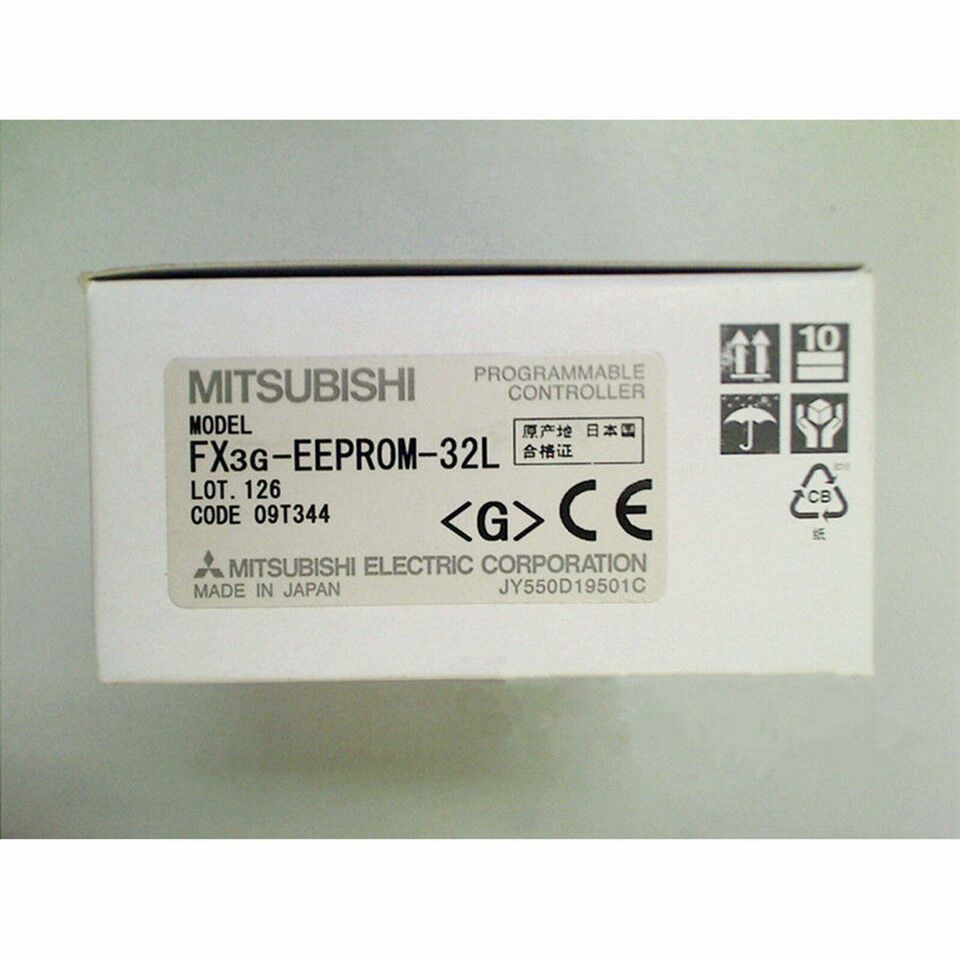 MITSUBISHI
PROGRAMMABLE
CONTROLLER
MODEL
FX3G-EEPROM-32L
原产地 日本国
合格证
LOT. 126
CODE 09T344
<G> CE
MITSUBISHI ELECTRIC CORPORATION
MADE IN JAPAN
JY550D19501C
10
CB
纸